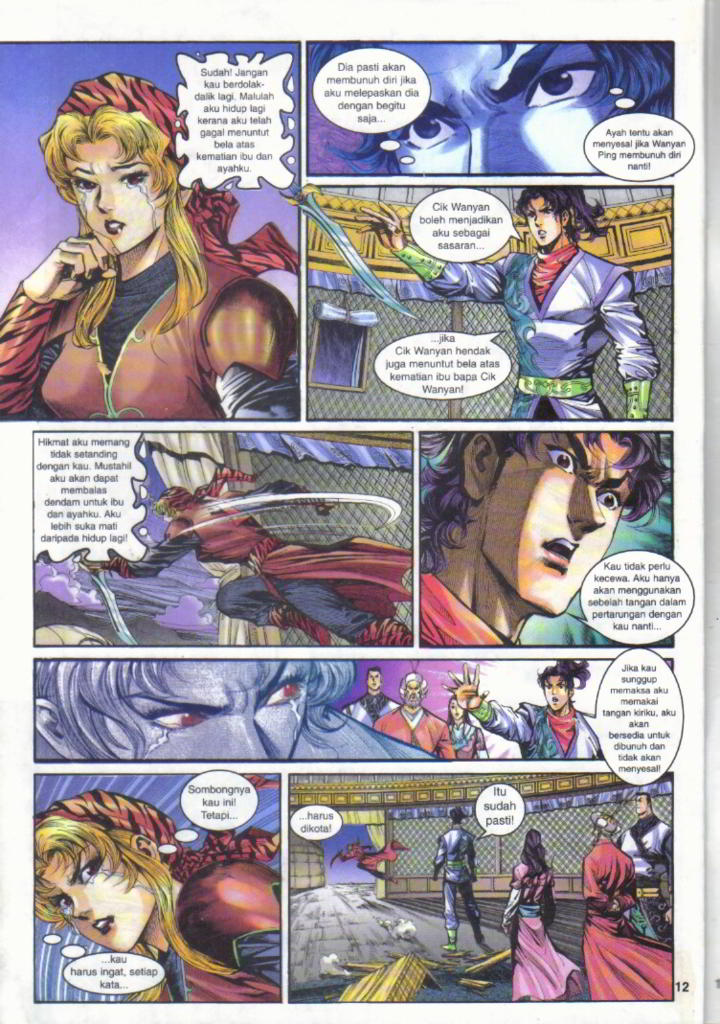 Sudah! Jangan
kau berdolak-
dalik lagi. Malulah
aku hidup lagi
kerana aku telah
gagal menuntut
bela atas
kematian ibu dan
ayahku.
Dia pasti akan
membunuh diri jika
aku melepaskan dia
dengan begitu
saja...
Ayah tentu akan
menyesal jika Wanyan
Ping membunuh diri
nanti!
Cik Wanyan
boleh menjadikan
aku sebagai
sasaran...
...jika
Cik Wanyan hendak
juga menuntut bela atas
kematian ibu bapa Cik
Wanyan!
Hikmat aku memang
tidak setanding
dengan kau. Mustahil
aku akan dapat
membalas
dendam untuk ibu
dan ayahku. Aku
lebih suka mati
daripada hidup lagi!
Kau tidak perlu
kecewa. Aku hanya
akan menggunakan
sebelah tangan dalam
pertarungan dengan
kau nanti...
Jika kau
sunggup
memaksa aku
memakai
tangan kiriku, aku
akan
bersedia untuk
dibunuh dan
tidak akan
menyesal!
Sombongnya
kau ini!
Tetapi...
...kau
harus ingat, setiap
kata...
...harus
dikota!
Itu
sudah
pasti!
12